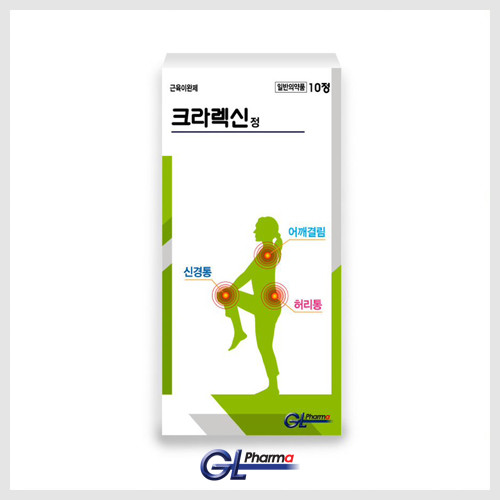 근육이완제
일반의약품 10정
크라렉신정
어깨결림
신경통
허리통
GL Pharma
GL Pharma